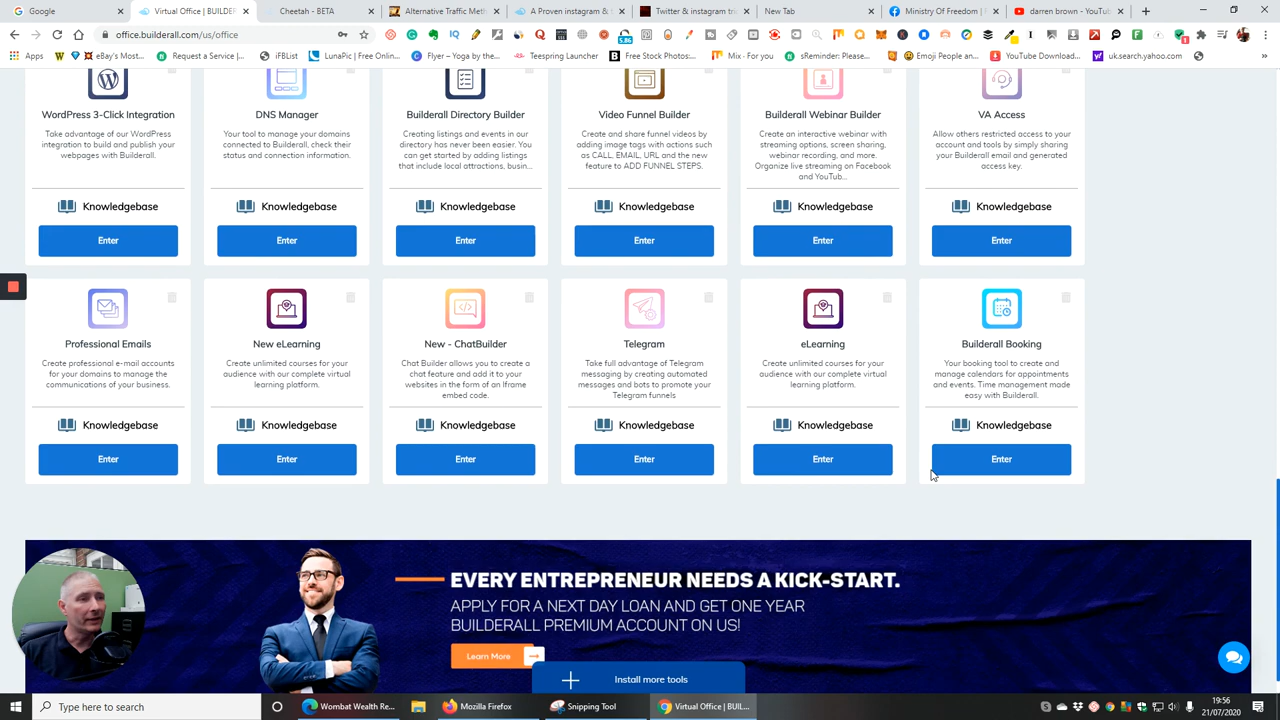 Google
Virtual Office | BUILDER
Cheetah - BETA
Alternative Traffic Meth
A Proven instagram &
Twitter & instagram tric
New Tab
Ministry Of Freedom | M
darren brown - YouTube
office.builderall.com/us/office
5.86
Apps
eBay's Most...
Request a Service |...
iFBList
LunaPic | Free Onlin...
Flyer – Yoga by the...
Teespring Launcher
Free Stock Photos:...
Mix · For you
sReminder: Please...
Emoji People an...
YouTube Download...
uk.search.yahoo.com
WordPress 3-Click Integration
Take advantage of our WordPress
integration to build and publish your
webpages with Builderall.
Knowledgebase
Enter
DNS Manager
Your tool to manage your domains
connected to Builderall, check their
status and connection information.
Knowledgebase
Enter
Builderall Directory Builder
Creating listings and events in our
directory has never been easier. You
can get started by adding listings
that include local attractions, busin...
Knowledgebase
Enter
Video Funnel Builder
Create and share funnel videos by
adding image tags with actions such
as CALL, EMAIL, URL and the new
feature to ADD FUNNEL STEPS.
Knowledgebase
Enter
Builderall Webinar Builder
Create an interactive webinar with
streaming options, screen sharing,
webinar recording, and more.
Organize live streaming on Facebook
and YouTub...
Knowledgebase
Enter
VA Access
Allow others restricted access to your
account and tools by simply sharing
your Builderall email and generated
access key.
Knowledgebase
Enter
Professional Emails
Create professional e-mail accounts
for your domains to manage the
communications of your business.
Knowledgebase
Enter
New eLearning
Create unlimited courses for your
audience with our complete virtual
learning platform.
Knowledgebase
Enter
New - ChatBuilder
Chat Builder allows you to create a
chat feature and add it to your
websites in the form of an Iframe
embed code.
Knowledgebase
Enter
Telegram
Take full advantage of Telegram
messaging by creating automated
messages and bots to promote your
Telegram funnels
Knowledgebase
Enter
eLearning
Create unlimited courses for your
audience with our complete virtual
learning platform.
Knowledgebase
Enter
Builderall Booking
Your booking tool to create and
manage calendars for appointments
and events. Time management made
easy with Builderall.
Knowledgebase
Enter
EVERY ENTREPRENEUR NEEDS A KICK-START.
APPLY FOR A NEXT DAY LOAN AND GET ONE YEAR
BUILDERALL PREMIUM ACCOUNT ON US!
Learn More
Install more tools
Type here to search
Wombat Wealth Re...
Mozilla Firefox
Snipping Tool
Virtual Office | BUIL...
19:56
21/07/2020